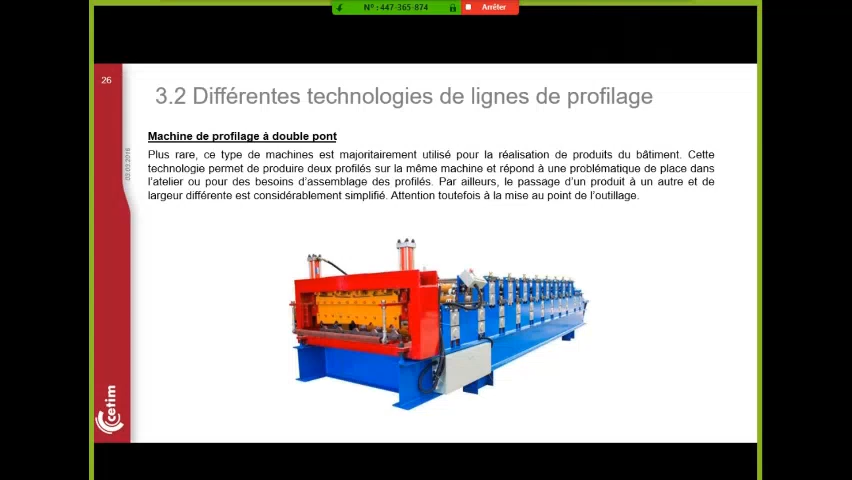 N° : 447-365-874
Arrêter
26
3.2 Différentes technologies de lignes de profilage
Machine de profilage à double pont
Plus rare, ce type de machines est majoritairement utilisé pour la réalisation de produits du bâtiment. Cette
technologie permet de produire deux profilés sur la même machine et répond à une problématique de place dans
l'atelier ou pour des besoins d'assemblage des profilés. Par ailleurs, le passage d'un produit à un autre et de
largeur différente est considérablement simplifié. Attention toutefois à la mise au point de l'outillage.
cetim